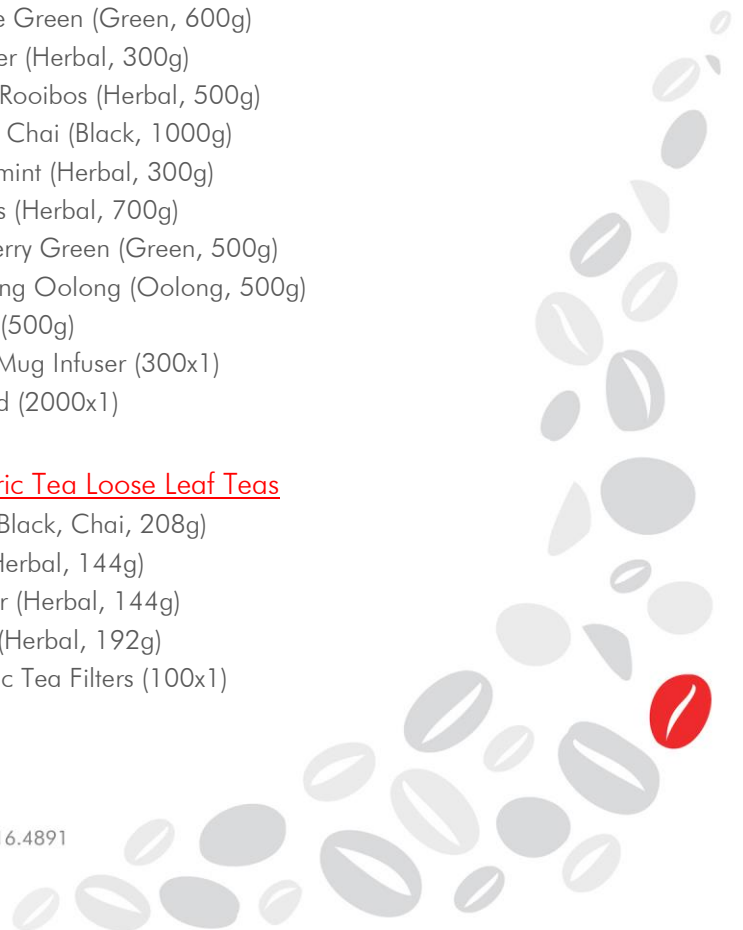 e Green (Green, 600g)
er (Herbal, 300g)
Rooibos (Herbal, 500g)
Chai (Black, 1000g)
mint (Herbal, 300g)
s (Herbal, 700g)
erry Green (Green, 500g)
ng Oolong (Oolong, 500g)
(500g)
Mug Infuser (300x1)
d (2000x1)
ric Tea Loose Leaf Teas
Black, Chai, 208g)
Herbal, 144g)
r (Herbal, 144g)
(Herbal, 192g)
c Tea Filters (100x1)
16.4891